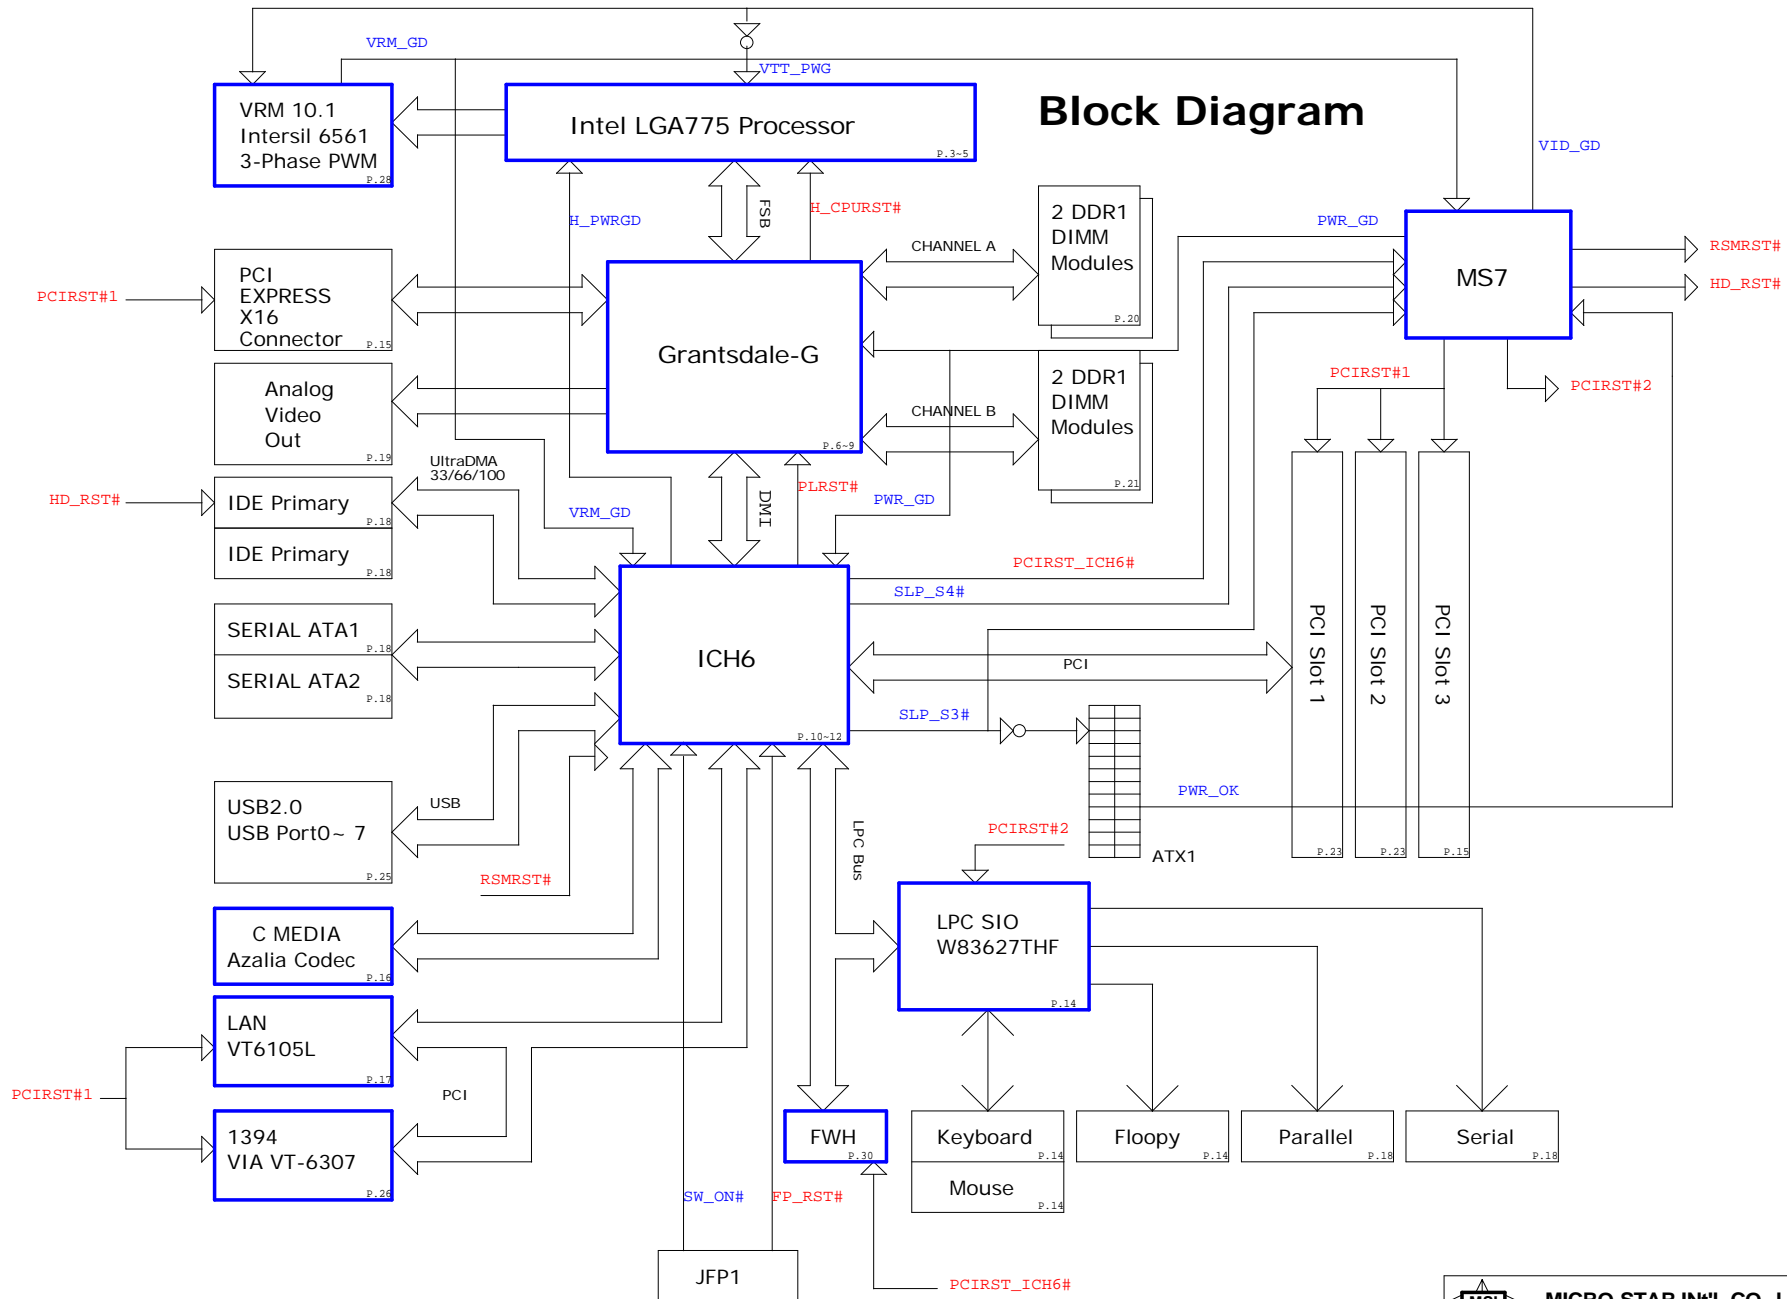 VRM_GD
VTT_PWG
Block Diagram
VRM 10.1
Intersil 6561
3-Phase PWM
P.28
Intel LGA775 Processor
P.3~5
VID_GD
H_PWRGD
FSB
H_CPURST#
2 DDR1
DIMM
Modules
P.20
PWR_GD
MS7
RSMRST#
HD_RST#
CHANNEL A
PCIRST#1
PCI
EXPRESS
X16
Connector
P.15
Grantsdale-G
P.6~9
PCIRST#1
PCIRST#2
Analog
Video
Out
P.19
CHANNEL B
2 DDR1
DIMM
Modules
P.21
UltraDMA
33/66/100
HD_RST#
IDE Primary
P.18
IDE Primary
P.18
VRM_GD
DMI
PLRST#
PWR_GD
PCIRST_ICH6#
SLP_S4#
SERIAL ATA1
P.18
SERIAL ATA2
P.18
ICH6
P.10~12
PCI
PCI Slot 1
P.23
PCI Slot 2
P.23
PCI Slot 3
P.15
SLP_S3#
PWR_OK
ATX1
USB2.0
USB Port0~ 7
P.25
USB
RSMRST#
LPC Bus
PCIRST#2
C MEDIA
Azalia Codec
P.16
LPC SIO
W83627THF
P.14
LAN
VT6105L
P.17
PCIRST#1
PCI
1394
VIA VT-6307
P.26
FWH
P.30
Keyboard
P.14
Mouse
P.14
Floopy
P.14
Parallel
P.18
Serial
P.18
SW_ON#
FP_RST#
JFP1
PCIRST_ICH6#